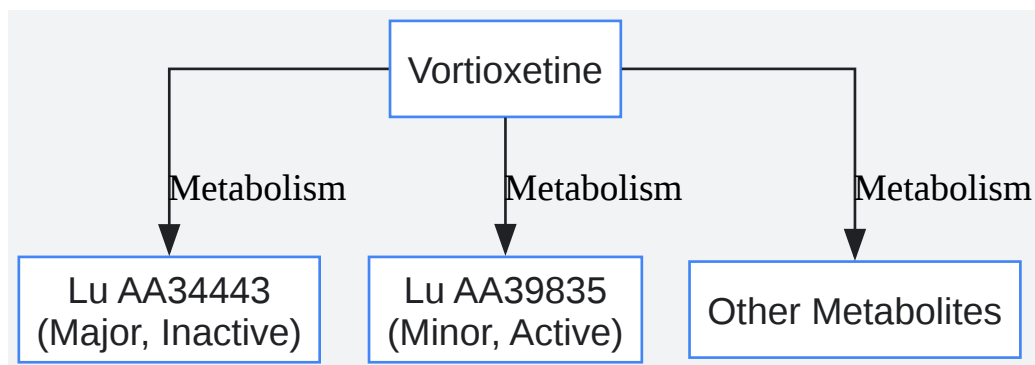 Vortioxetine
Metabolism
Metabolism
Metabolism
Lu AA34443
(Major, Inactive)
Lu AA39835
(Minor, Active)
Other Metabolites